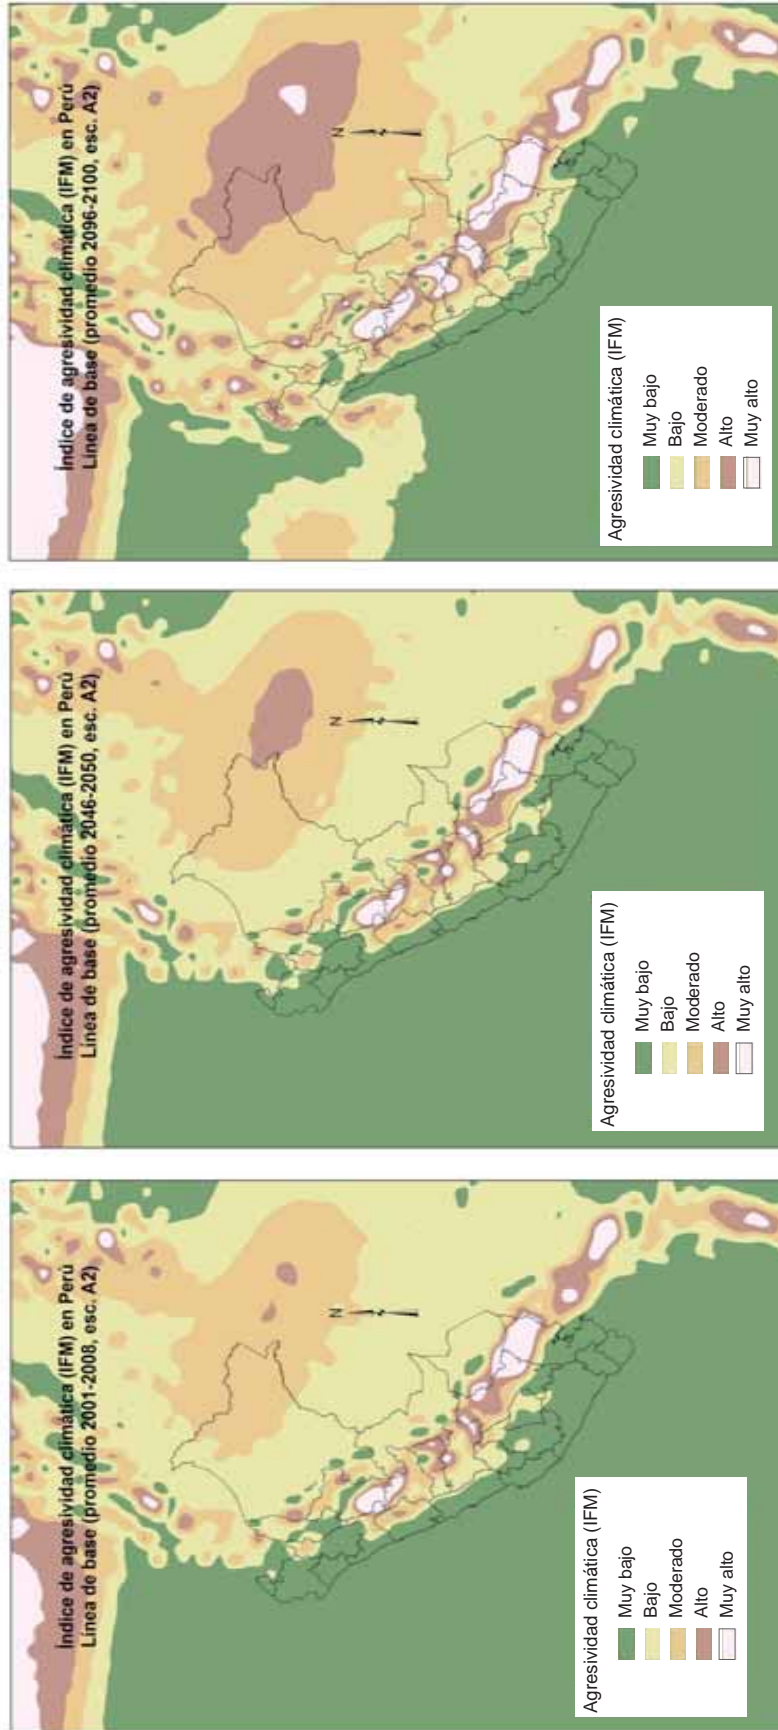 Índice de agresividad climática (IFM) en Perú
Línea de base (promedio 2001-2008, esc. A2)
N
Agresividad climática (IFM)
Muy bajo
Bajo
Moderado
Alto
Muy alto
Índice de agresividad climática (IFM) en Perú
Línea de base (promedio 2046-2050, esc. A2)
N
Agresividad climática (IFM)
Muy bajo
Bajo
Moderado
Alto
Muy alto
Índice de agresividad climática (IFM) en Perú
Línea de base (promedio 2096-2100, esc. A2)
N
Agresividad climática (IFM)
Muy bajo
Bajo
Moderado
Alto
Muy alto